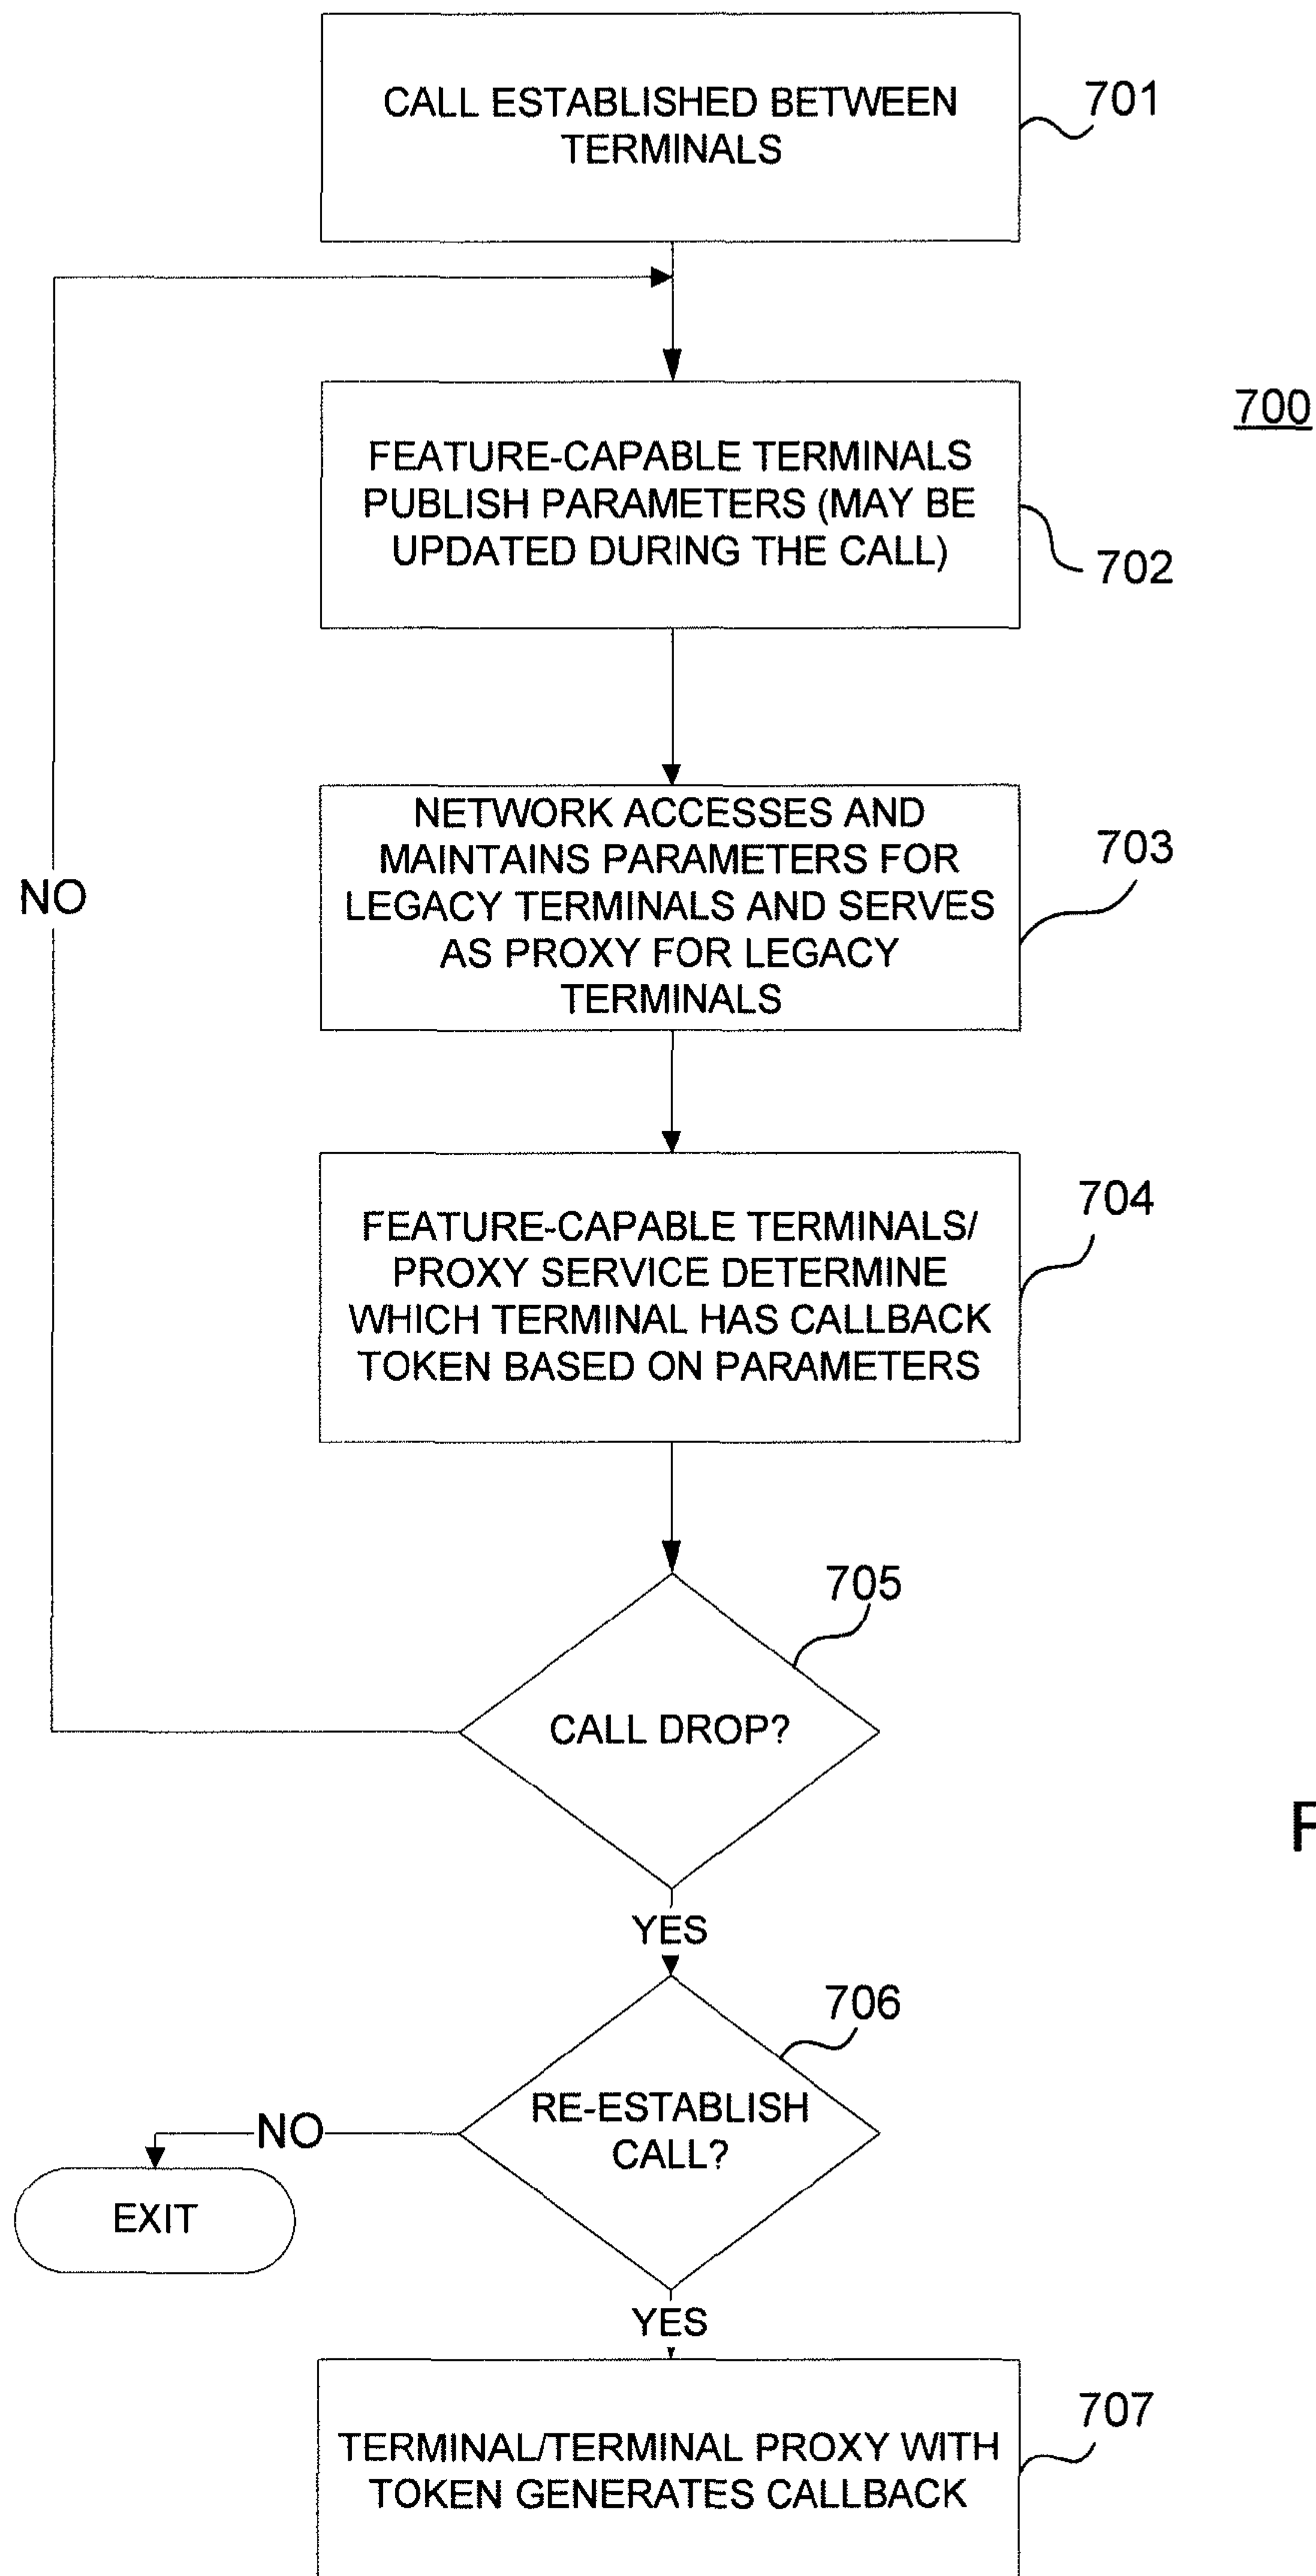 CALL ESTABLISHED BETWEEN
TERMINALS
701
700
FEATURE-CAPABLE TERMINALS
PUBLISH PARAMETERS (MAY BE
UPDATED DURING THE CALL)
702
NETWORK ACCESSES AND
MAINTAINS PARAMETERS FOR
LEGACY TERMINALS AND SERVES
AS PROXY FOR LEGACY
TERMINALS
703
NO
FEATURE-CAPABLE TERMINALS/
PROXY SERVICE DETERMINE
WHICH TERMINAL HAS CALLBACK
TOKEN BASED ON PARAMETERS
704
CALL DROP?
705
YES
RE-ESTABLISH
CALL?
706
NO
EXIT
YES
TERMINAL/TERMINAL PROXY WITH
TOKEN GENERATES CALLBACK
707